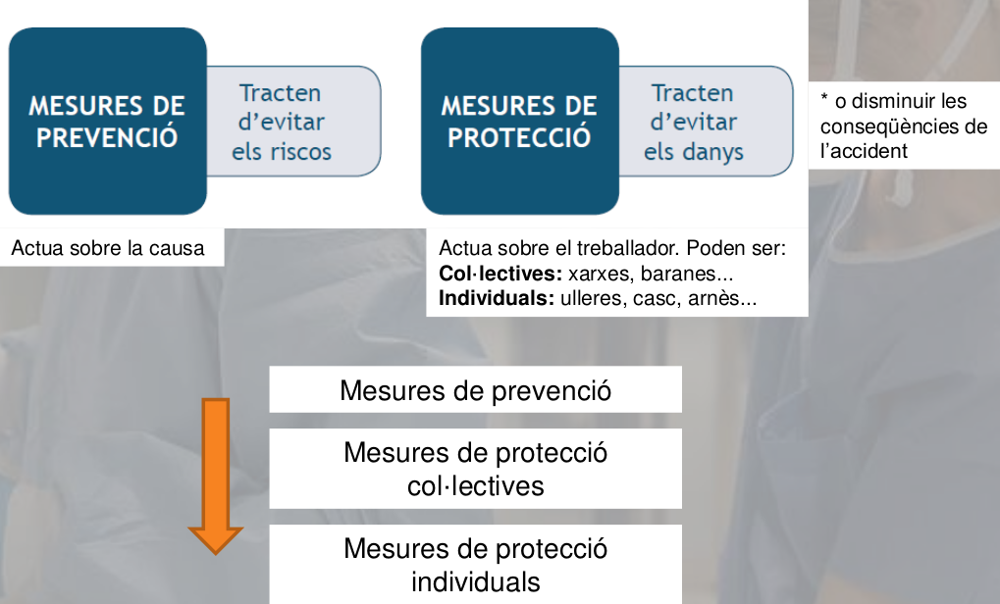 MESURES DE
PREVENCIÓ
Tracten
d'evitar
els riscos
MESURES DE
PROTECCIÓ
Tracten
d'evitar
els danys
* o disminuir les
conseqüències de
l'accident
Actua sobre la causa
Actua sobre el treballador. Poden ser:
Col·lectives: xarxes, baranes...
Individuals: ulleres, casc, arnès...
Mesures de prevenció
Mesures de protecció
col·lectives
Mesures de protecció
individuals